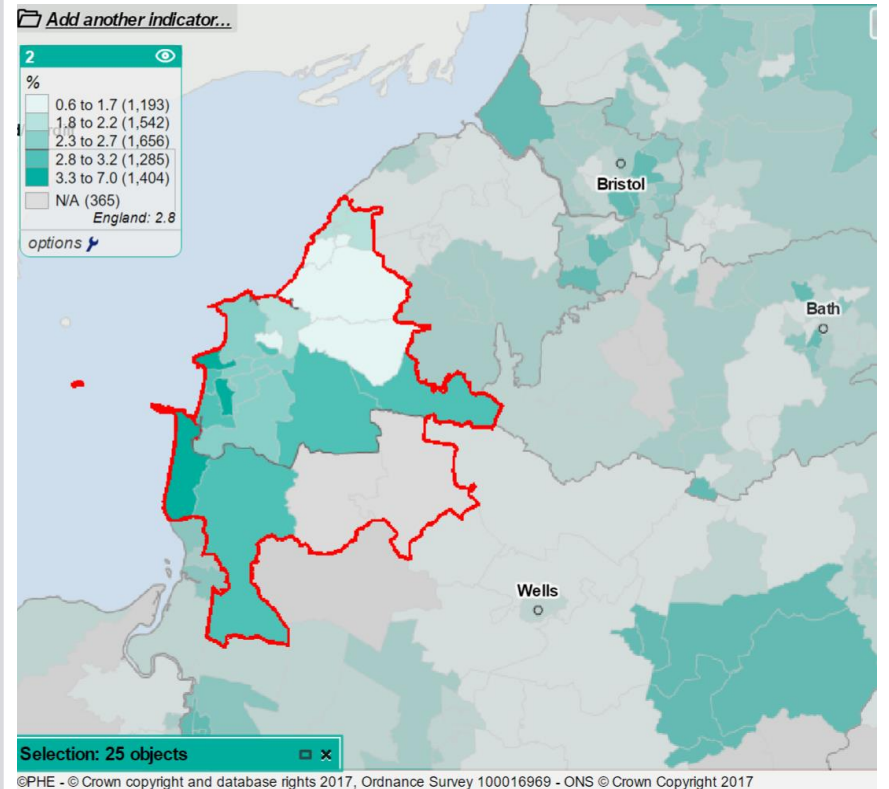 Add another indicator...
2
%
0.6 to 1.7 (1,193)
1.8 to 2.2 (1,542)
2.3 to 2.7 (1,656)
2.8 to 3.2 (1,285)
3.3 to 7.0 (1,404)
N/A (365)
England: 2.8
options
Bristol
Bath
Wells
Selection: 25 objects
©PHE - © Crown copyright and database rights 2017, Ordnance Survey 100016969 - ONS © Crown Copyright 2017